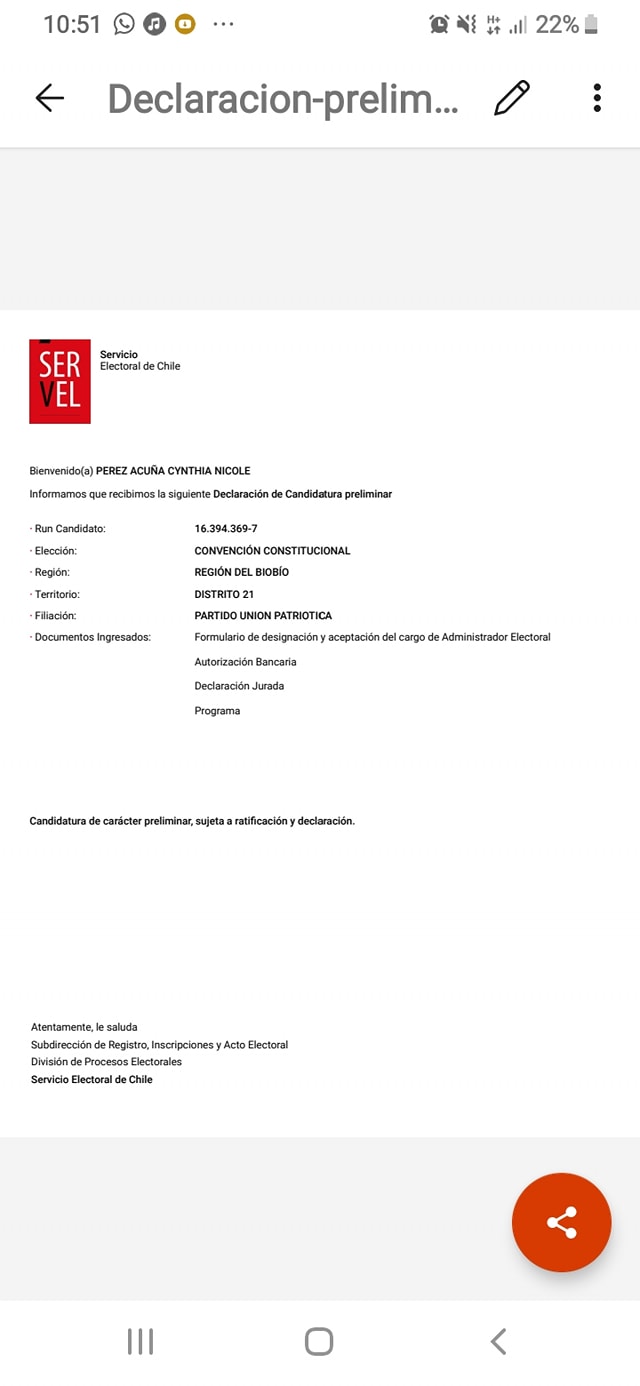 10:51 ... H+ 22%
Declaracion-prelim...
SER
VEL
Servicio
Electoral de Chile
Bienvenido(a) PEREZ ACUÑA CYNTHIA NICOLE
Informamos que recibimos la siguiente Declaración de Candidatura preliminar
· Run Candidato: 16.394.369-7
· Elección: CONVENCIÓN CONSTITUCIONAL
· Región: REGIÓN DEL BIOBÍO
· Territorio: DISTRITO 21
· Filiación: PARTIDO UNION PATRIOTICA
· Documentos Ingresados: Formulario de designación y aceptación del cargo de Administrador Electoral
Autorización Bancaria
Declaración Jurada
Programa
Candidatura de carácter preliminar, sujeta a ratificación y declaración.
Atentamente, le saluda
Subdirección de Registro, Inscripciones y Acto Electoral
División de Procesos Electorales
Servicio Electoral de Chile